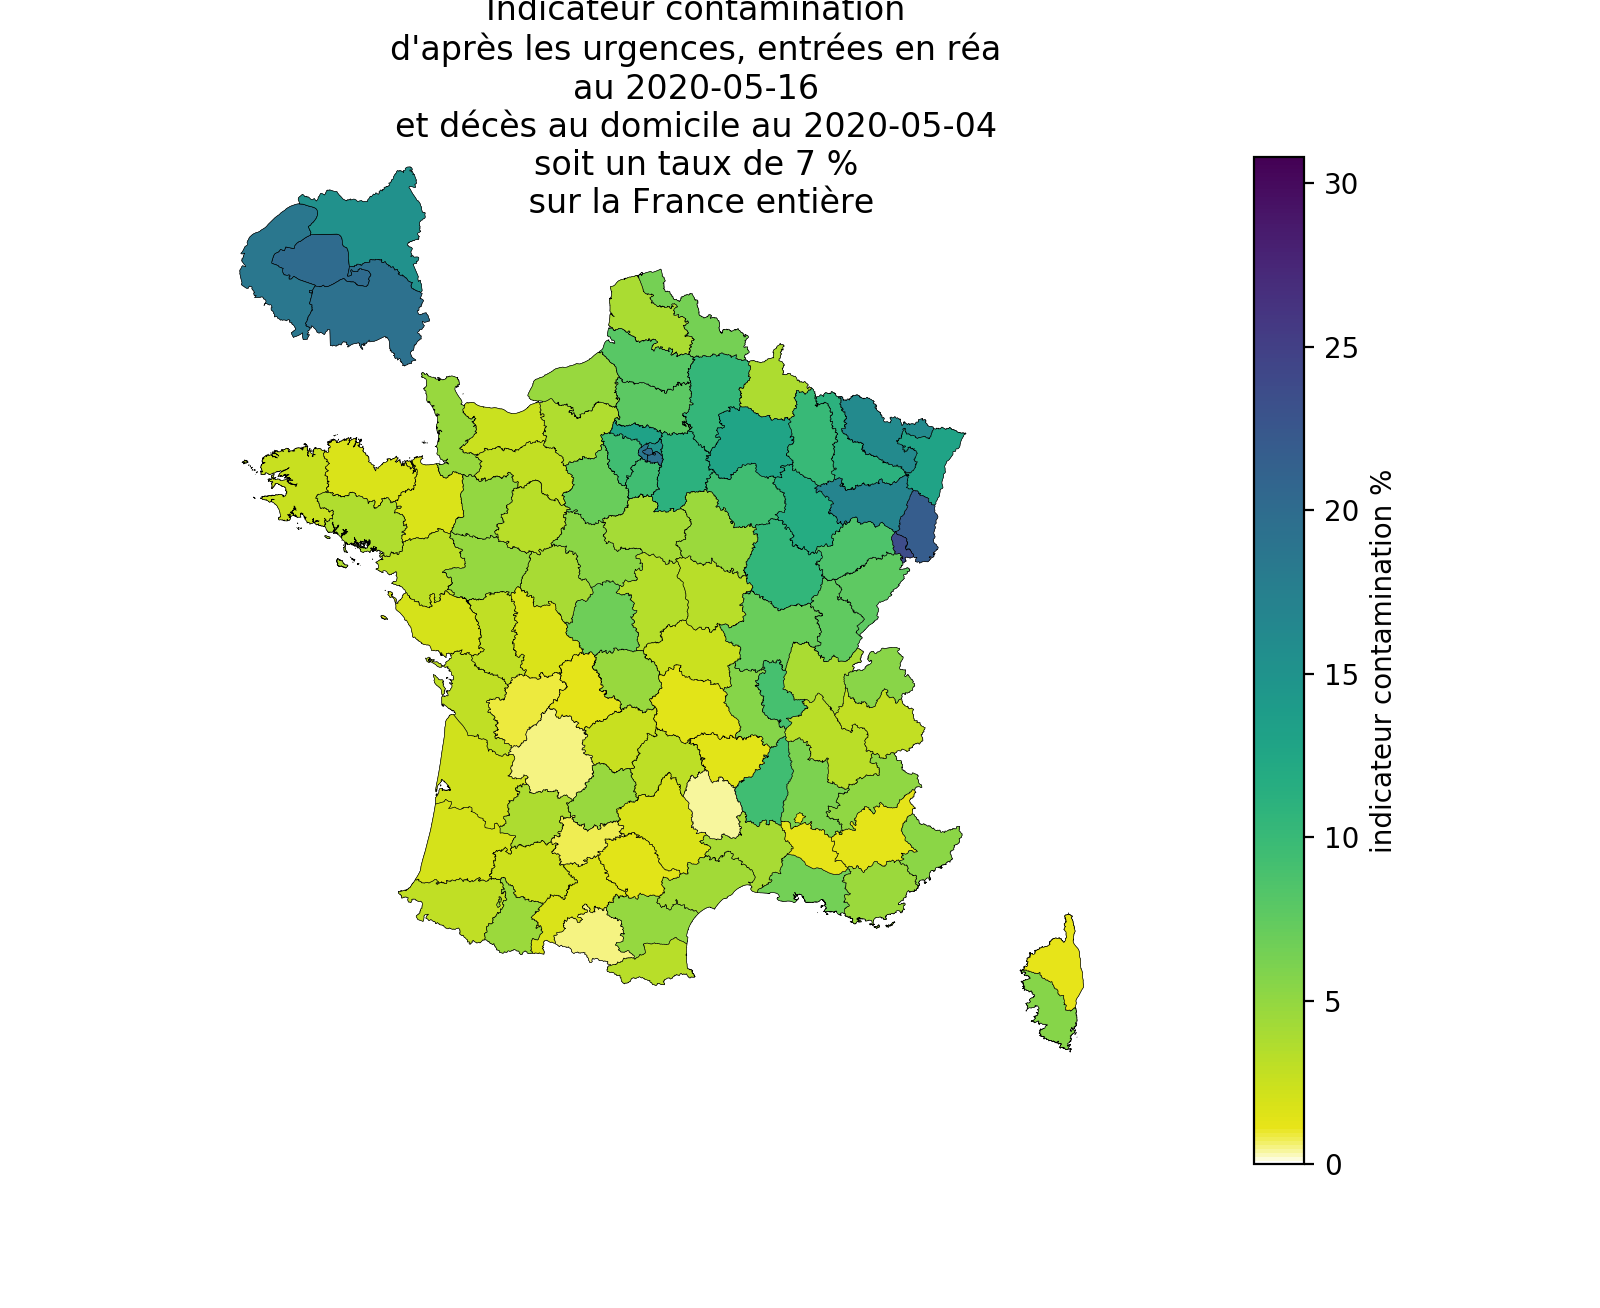 Indicateur contamination
d'après les urgences, entrées en réa
au 2020-05-16
et décès au domicile au 2020-05-04
soit un taux de 7 %
sur la France entière
30
25
20
15
10
5
0
indicateur contamination %